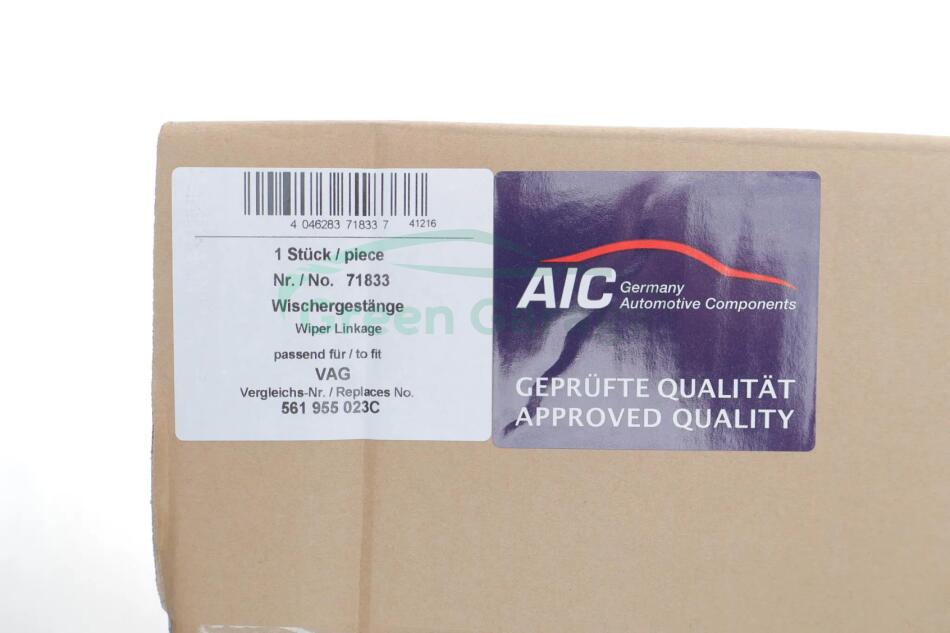 4 046283 71833 7
41216
1 Stück / piece
Nr. / No. 71833
Wischergestänge
Wiper Linkage
passend für / to fit
VAG
Vergleichs-Nr. / Replaces No.
561 955 023C
AIC Germany
Automotive Components
GEPRÜFTE QUALITÄT
APPROVED QUALITY
Green